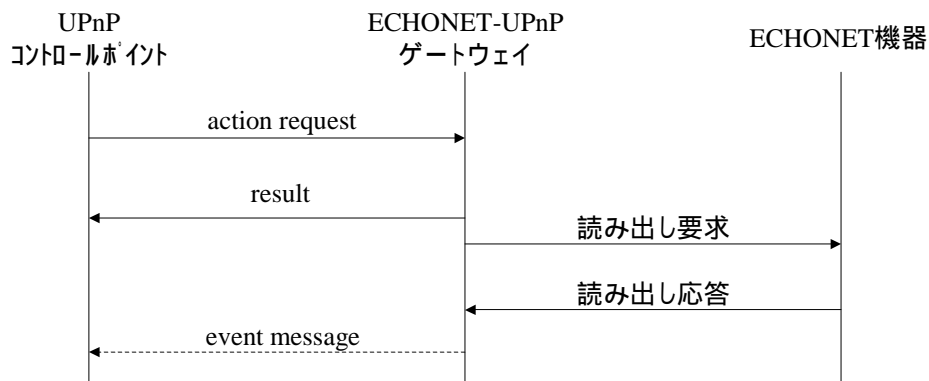 UPnP
コントロールポイント
ECHONET-UPnP
ゲートウェイ
ECHONET機器
action request
result
読み出し要求
読み出し応答
event message